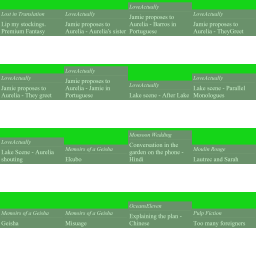 Lost in Translation
Lip my stockings.
Premium Fantasy
LoveActually
Jamie proposes to
Aurelia - Aurelia's sister
LoveActually
Jamie proposes to
Aurelia - Barros in
Portuguese
LoveActually
Jamie proposes to
Aurelia - TheyGreet
LoveActually
Jamie proposes to
Aurelia - They greet
LoveActually
Jamie proposes to
Aurelia - Jamie in
Portuguese
LoveActually
Lake scene - After Lake
LoveActually
Lake scene - Parallel
Monologues
LoveActually
Lake Scene - Aurelia
shouting
Memoirs of a Geisha
Ekubo
Monsoon Wedding
Conversation in the
garden on the phone -
Hindi
Moulin Rouge
Lautrec and Satie
Memoirs of a Geisha
Geisha
Memoirs of a Geisha
Mizuage
OceansEleven
Explaining the plan -
Chinese
Pulp Fiction
Too many foreigners